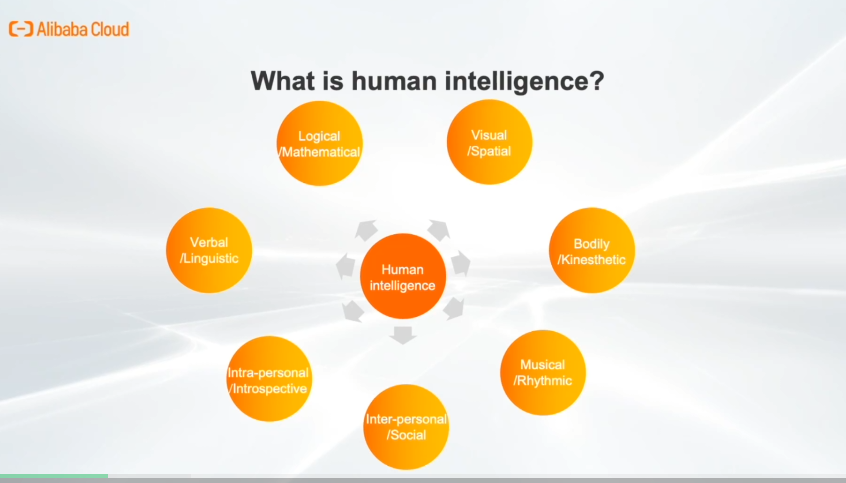 Alibaba Cloud
What is human intelligence?
Logical
/Mathematical
Visual
/Spatial
Verbal
/Linguistic
Bodily
/Kinesthetic
Human
intelligence
Intra-personal
/Introspective
Musical
/Rhythmic
Inter-personal
/Social